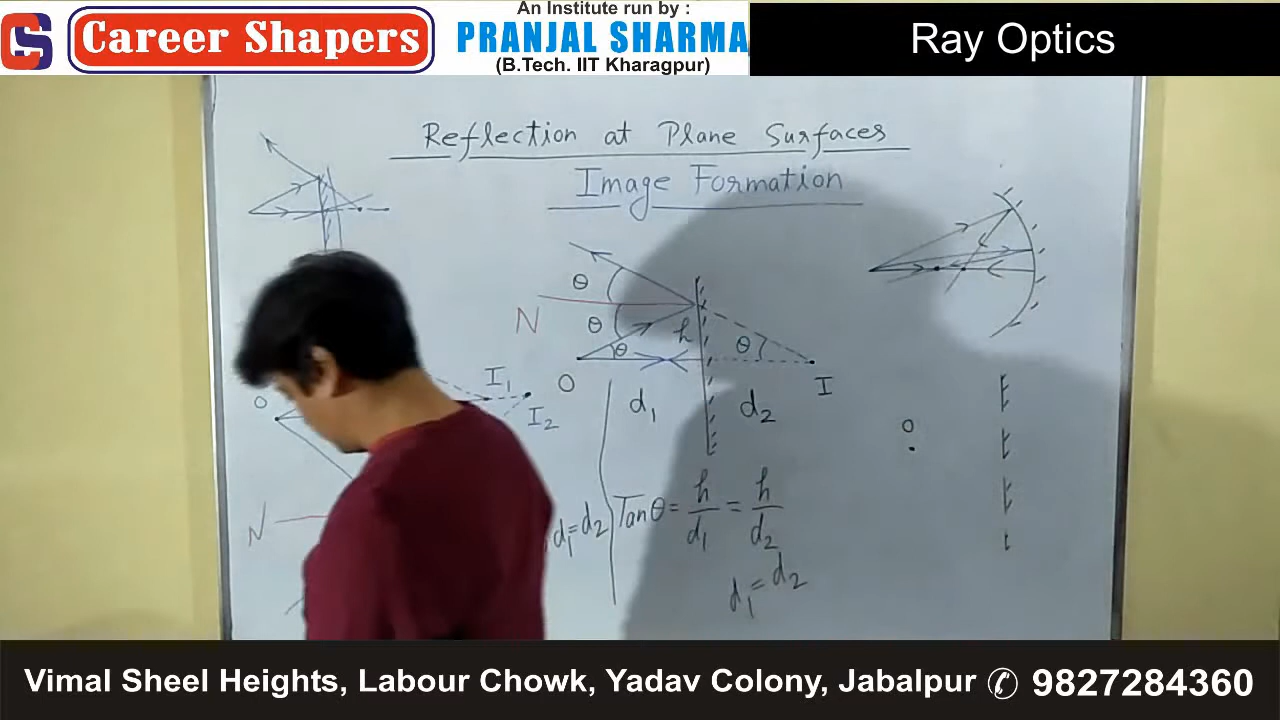 CS
Career Shapers
An Institute run by :
PRANJAL SHARMA
(B.Tech. IIT Kharagpur)
Ray Optics
Reflection at Plane Surfaces
Image Formation
θ
N
θ
θ
h
θ
O
d₁
d₂
I
O
I₁
I₂
N
d₁=d₂
Tanθ = h/d₁ = h/d₂
d₁=d₂
O
Vimal Sheel Heights, Labour Chowk, Yadav Colony, Jabalpur ✆ 9827284360